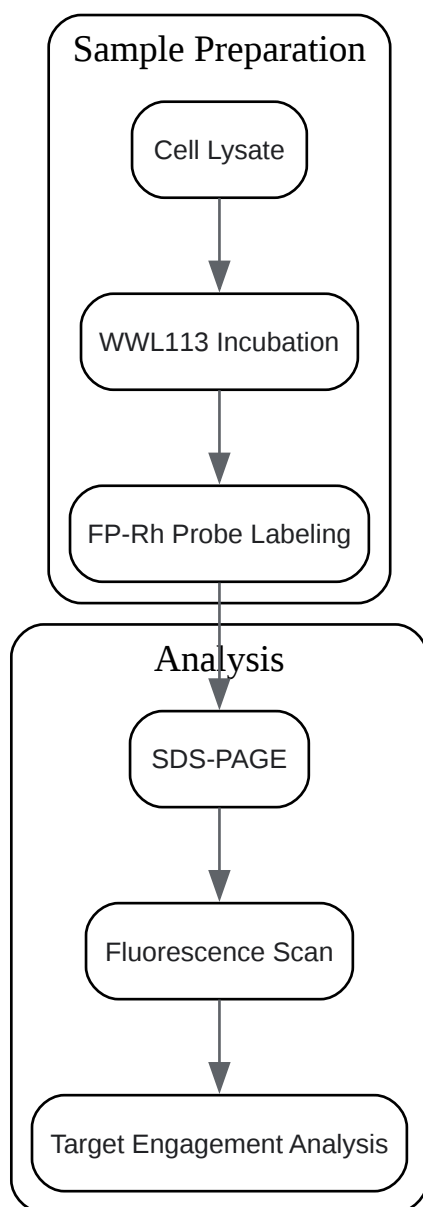 Sample Preparation
Cell Lysate
WWL113 Incubation
FP-Rh Probe Labeling
Analysis
SDS-PAGE
Fluorescence Scan
Target Engagement Analysis